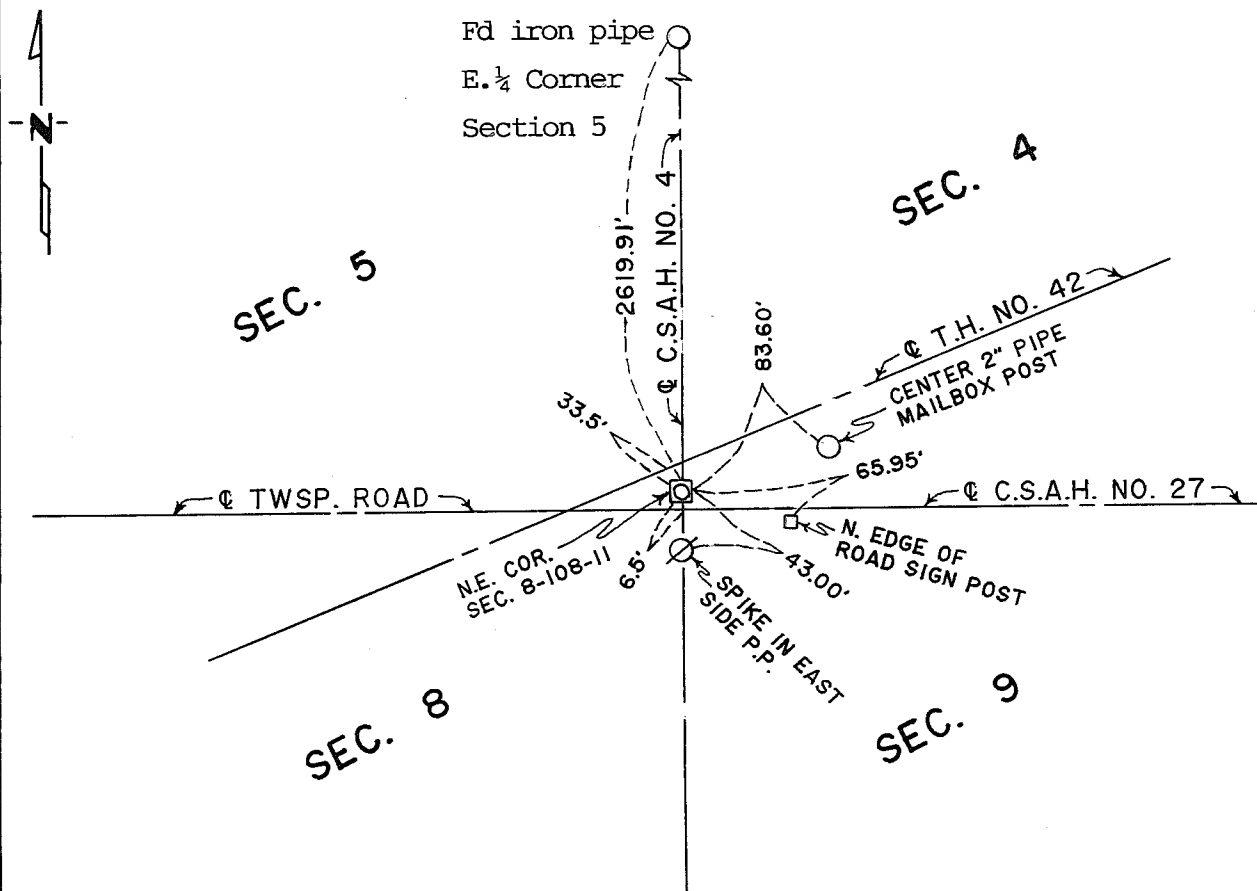 Fd iron pipe
E. ¼ Corner
Section 5
N
SEC. 4
SEC. 5
2619.91'
℄ C.S.A.H. NO. 4
83.60'
℄ T.H. NO. 42
CENTER 2" PIPE
MAILBOX POST
33.5'
65.95'
℄ TWSP. ROAD
℄ C.S.A.H. NO. 27
N.E. COR.
SEC. 8-108-11
6.5'
43.00'
N. EDGE OF
ROAD SIGN POST
SPIKE IN EAST
SIDE P.P.
SEC. 8
SEC. 9